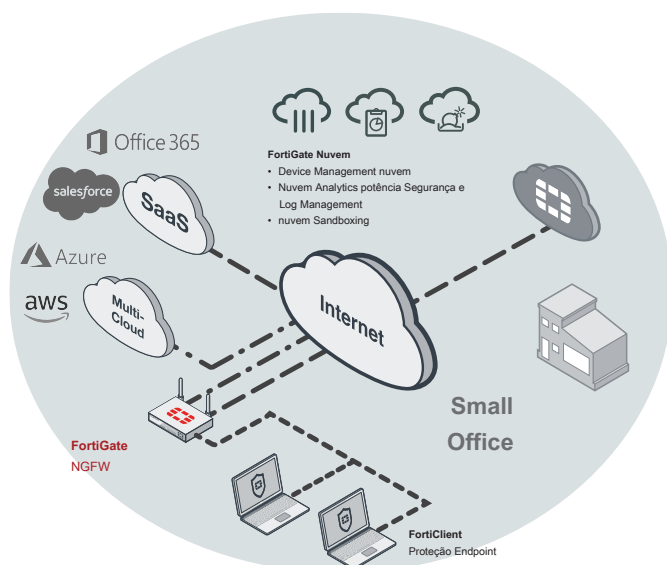 Office 365
salesforce
SaaS
Azure
aws
Multi-
Cloud
FortiGate Nuvem
• Device Management nuvem
• Nuvem Analytics potência Segurança e
Log Management
• nuvem Sandboxing
Internet
Small
Office
FortiGate
NGFW
FortiClient
Proteção Endpoint